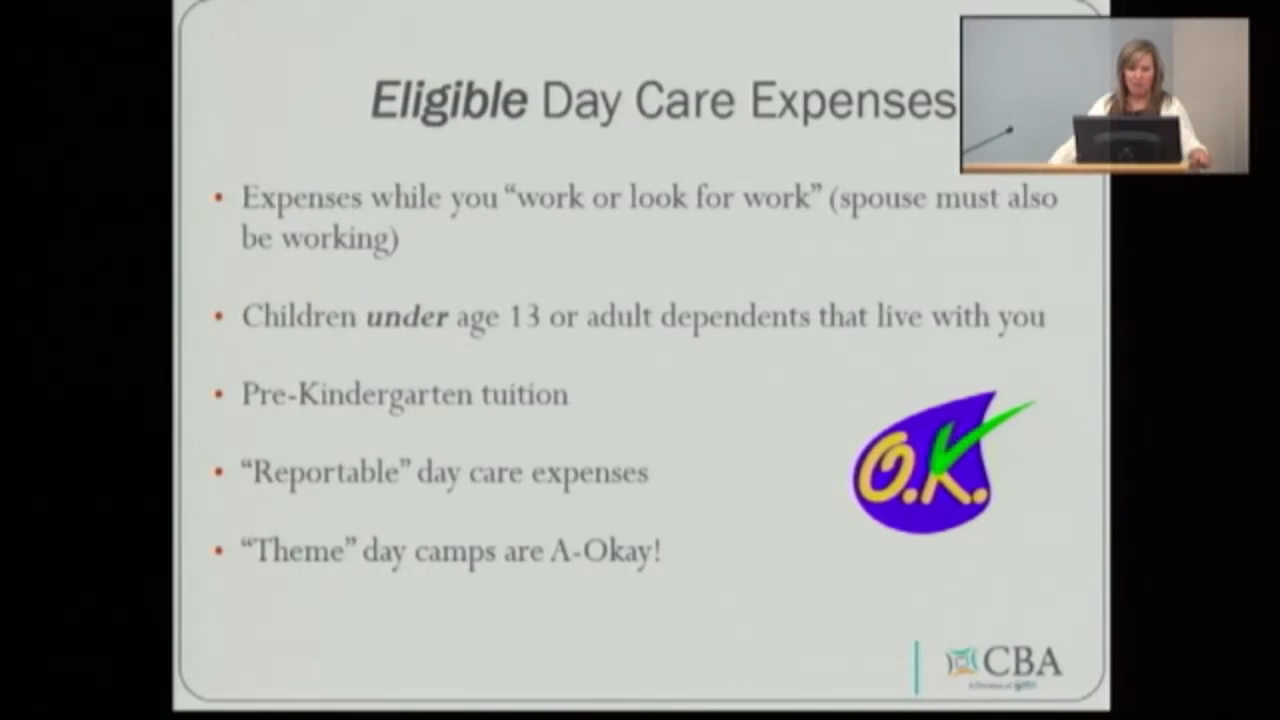 Eligible Day Care Expenses
• Expenses while you “work or look for work” (spouse must also
be working)
• Children under age 13 or adult dependents that live with you
• Pre-Kindergarten tuition
• “Reportable” day care expenses
• “Theme” day camps are A-Okay!
O.K.
CBA
A Division of